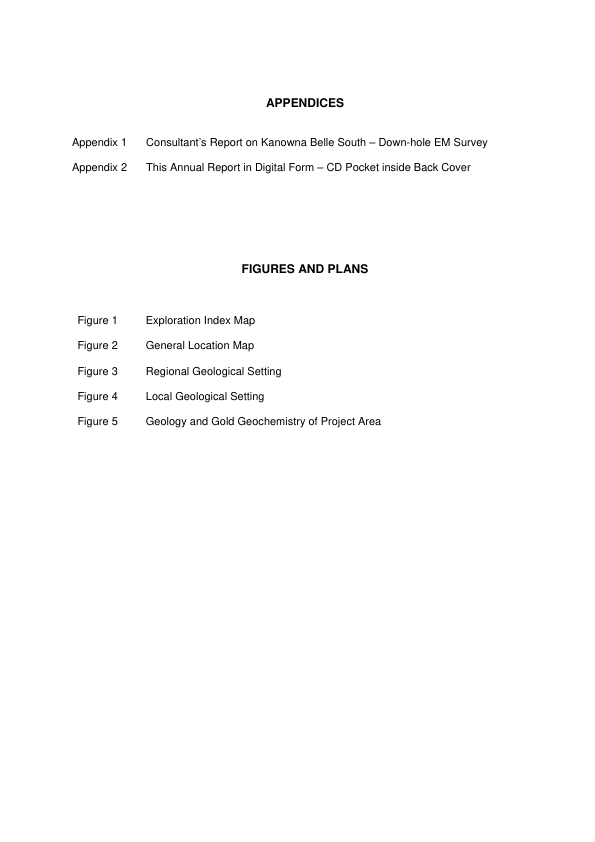 APPENDICES
Appendix 1 Consultant's Report on Kanowna Belle South – Down-hole EM Survey
Appendix 2 This Annual Report in Digital Form – CD Pocket inside Back Cover
FIGURES AND PLANS
Figure 1 Exploration Index Map
Figure 2 General Location Map
Figure 3 Regional Geological Setting
Figure 4 Local Geological Setting
Figure 5 Geology and Gold Geochemistry of Project Area